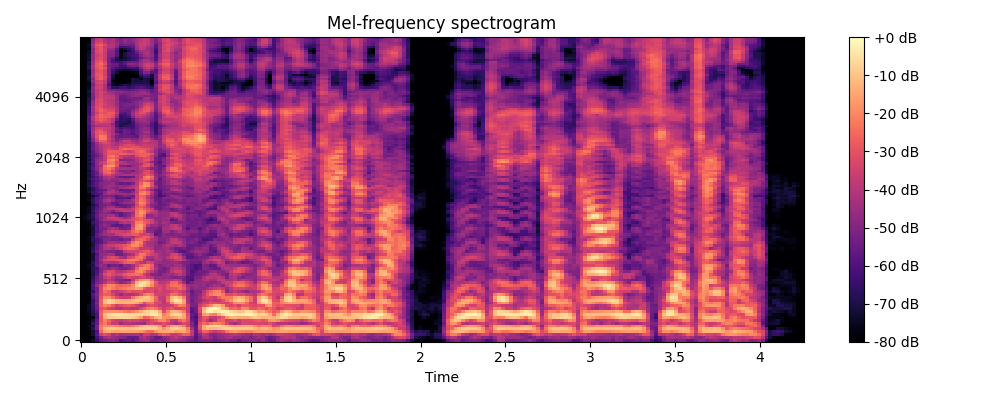 Mel-frequency spectrogram
+0 dB
-10 dB
-20 dB
-30 dB
-40 dB
-50 dB
-60 dB
-70 dB
-80 dB
Hz
4096
2048
1024
512
0
0 0.5 1 1.5 2 2.5 3 3.5 4
Time